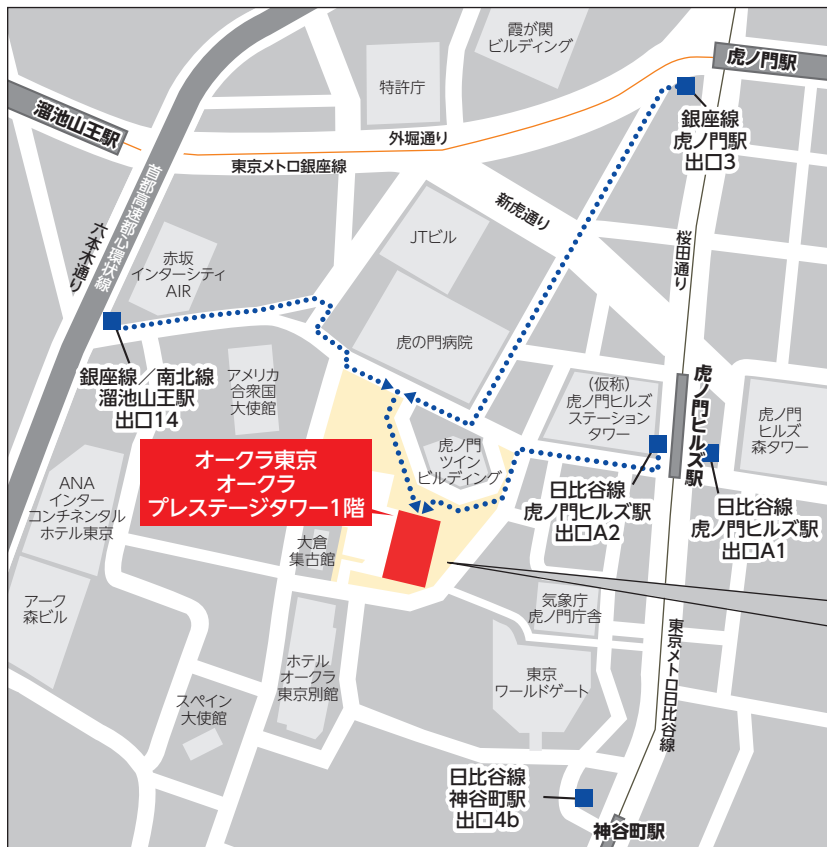 霞が関
ビルディング
虎ノ門駅
特許庁
溜池山王駅
外堀通り
東京メトロ銀座線
銀座線
虎ノ門駅
出口3
首都高速都心環状線
六本木通り
新虎通り
桜田通り
JTビル
赤坂
インターシティ
AIR
虎の門病院
銀座線／南北線
溜池山王駅
出口14
アメリカ
合衆国
大使館
(仮称)
虎ノ門ヒルズ
ステーション
タワー
虎ノ門ヒルズ駅
虎ノ門
ヒルズ
森タワー
虎ノ門
ツイン
ビルディング
オークラ東京
オークラ
プレステージタワー1階
ANA
インター
コンチネンタル
ホテル東京
日比谷線
虎ノ門ヒルズ駅
出口A2
日比谷線
虎ノ門ヒルズ駅
出口A1
大倉
集古館
アーク
森ビル
気象庁
虎ノ門庁舎
ホテル
オークラ
東京別館
東京
ワールドゲート
東京メトロ日比谷線
スペイン
大使館
日比谷線
神谷町駅
出口4b
神谷町駅